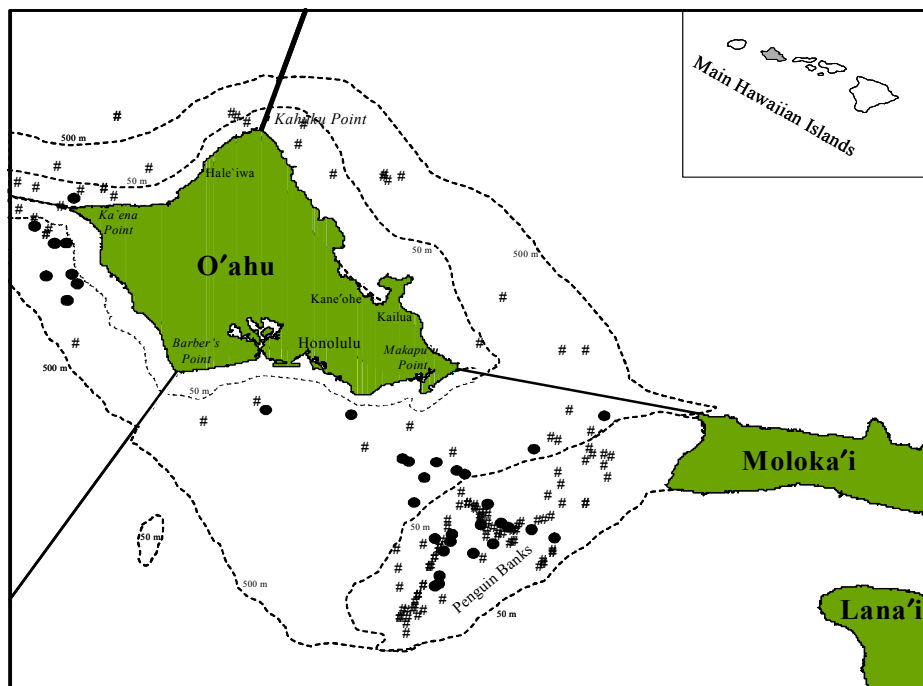 Main Hawaiian Islands
Kahuku Point
500 m
50 m
Hale`iwa
Ka`ena
Point
O'ahu
50 m
500 m
Kane'ohe
Kailua
Barber's
Point
Honolulu
Makapu'u
Point
500 m
50 m
Moloka'i
50 m
50 m
500 m
Penguin Banks
50 m
Lana'i